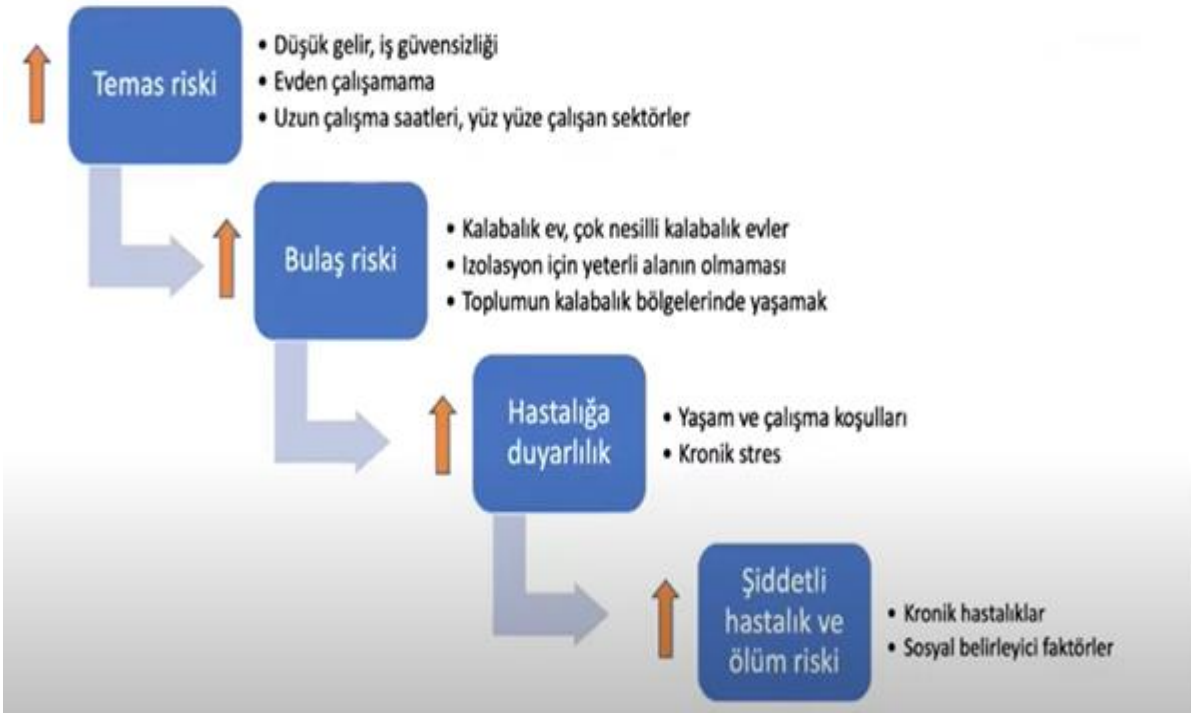 Temas riski
• Düşük gelir, iş güvensizliği
• Evden çalışamama
• Uzun çalışma saatleri, yüz yüze çalışan sektörler
Bulaş riski
• Kalabalık ev, çok nesilli kalabalık evler
• Izolasyon için yeterli alanın olmaması
• Toplumun kalabalık bölgelerinde yaşamak
Hastalığa
duyarlılık
• Yaşam ve çalışma koşulları
• Kronik stres
Şiddetli
hastalık ve
ölüm riski
• Kronik hastalıklar
• Sosyal belirleyici faktörler